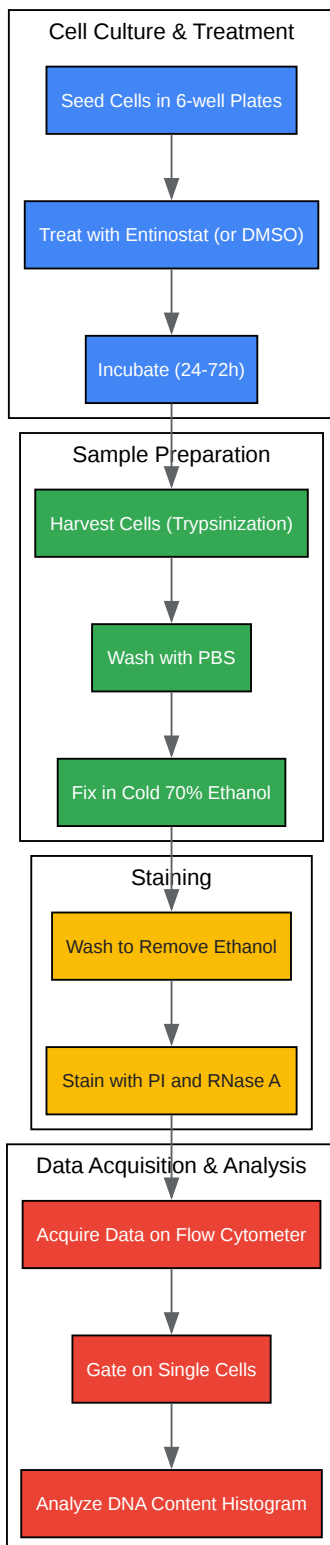 Cell Culture & Treatment
Seed Cells in 6-well Plates
Treat with Entinostat (or DMSO)
Incubate (24-72h)
Sample Preparation
Harvest Cells (Trypsinization)
Wash with PBS
Fix in Cold 70% Ethanol
Staining
Wash to Remove Ethanol
Stain with PI and RNase A
Data Acquisition & Analysis
Acquire Data on Flow Cytometer
Gate on Single Cells
Analyze DNA Content Histogram